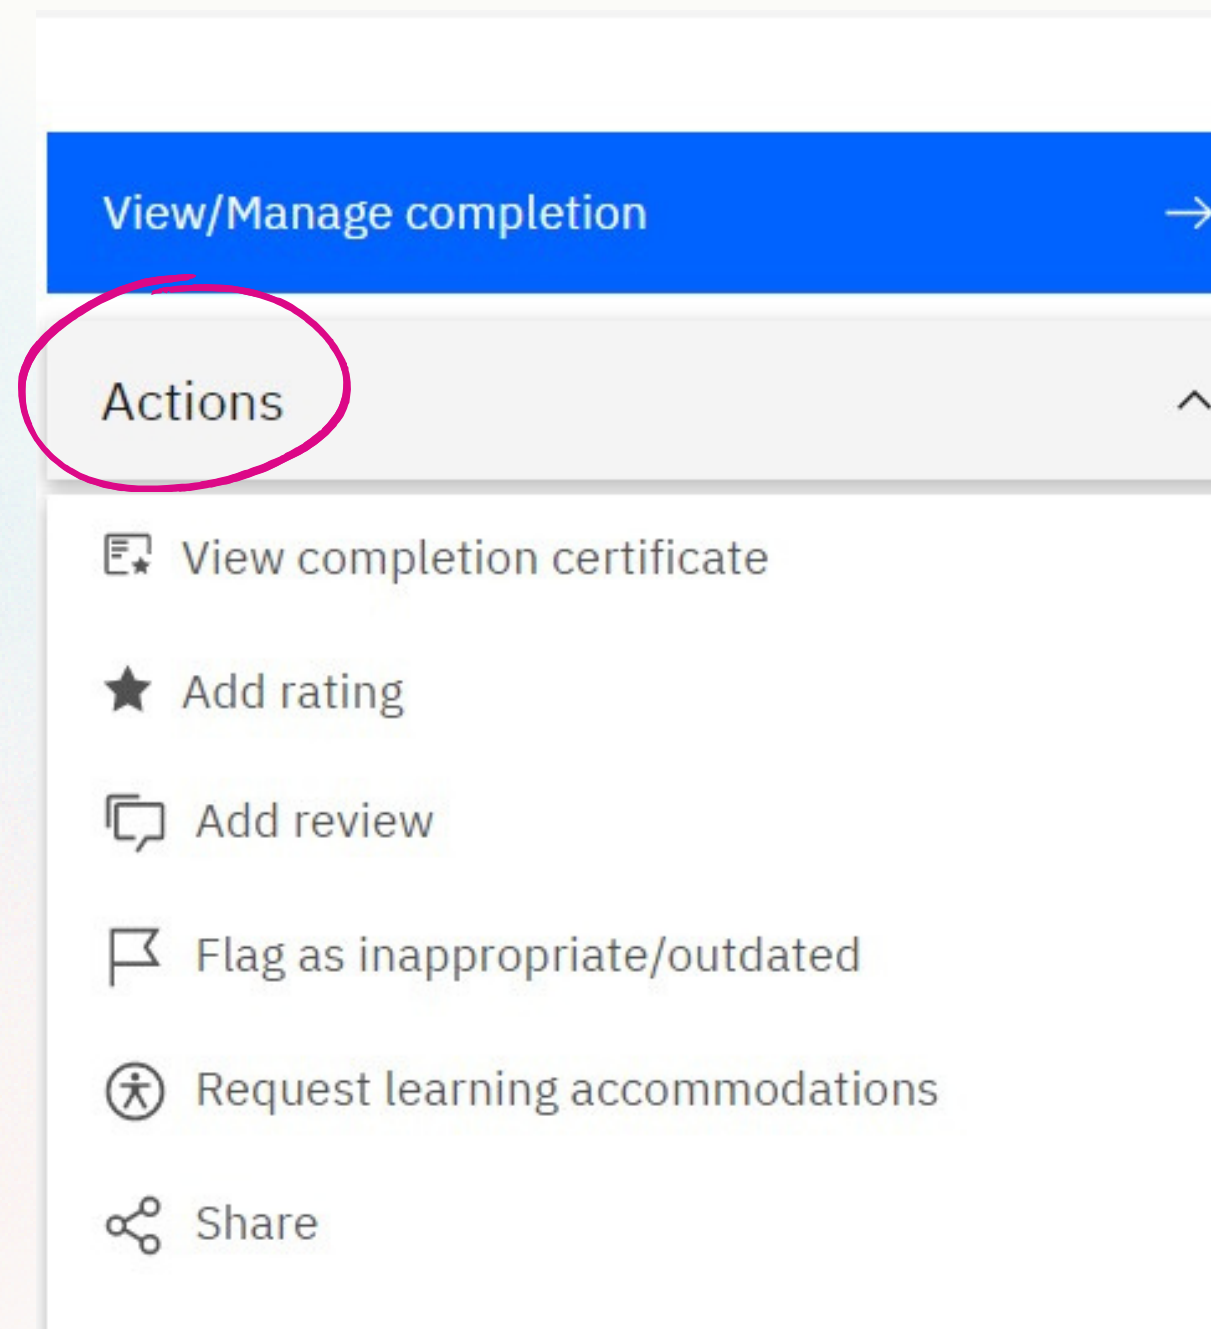 View/Manage completion
Actions
View completion certificate
Add rating
Add review
Flag as inappropriate/outdated
Request learning accommodations
Share